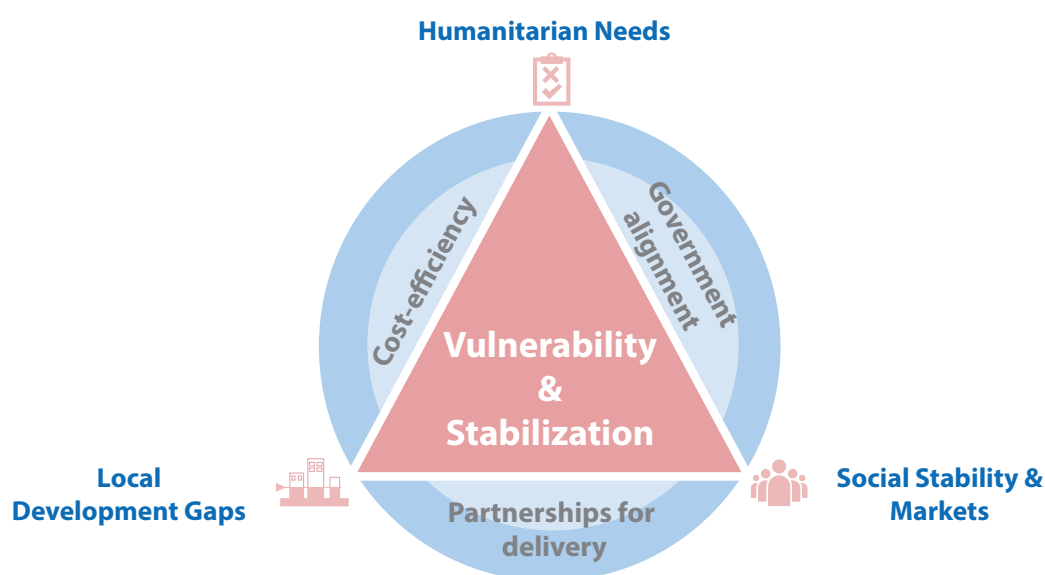 Humanitarian Needs
Cost-efficiency
Government
alignment
Vulnerability
&
Stabilization
Local
Development Gaps
Social Stability &
Markets
Partnerships for
delivery